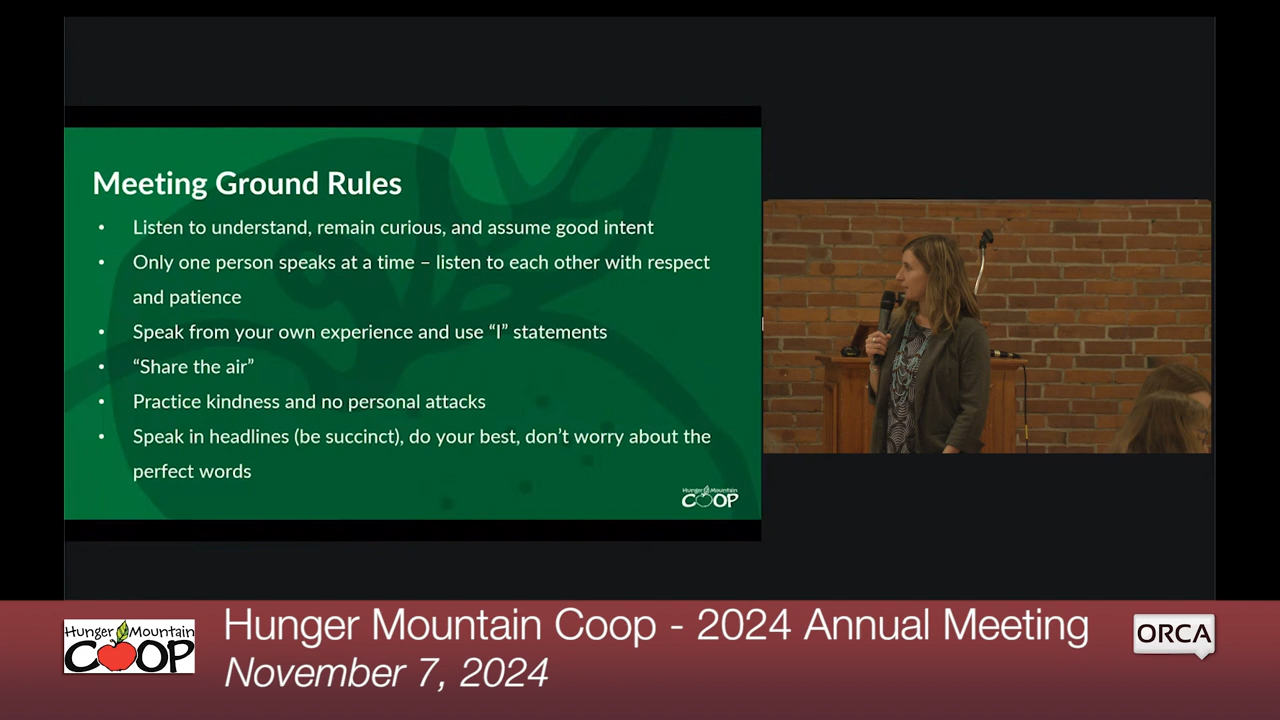 Meeting Ground Rules
• Listen to understand, remain curious, and assume good intent
• Only one person speaks at a time – listen to each other with respect
and patience
• Speak from your own experience and use “I” statements
• “Share the air”
• Practice kindness and no personal attacks
• Speak in headlines (be succinct), do your best, don’t worry about the
perfect words
Hunger Mountain
COOP
Hunger Mountain
COOP
Hunger Mountain Coop - 2024 Annual Meeting
November 7, 2024
ORCA